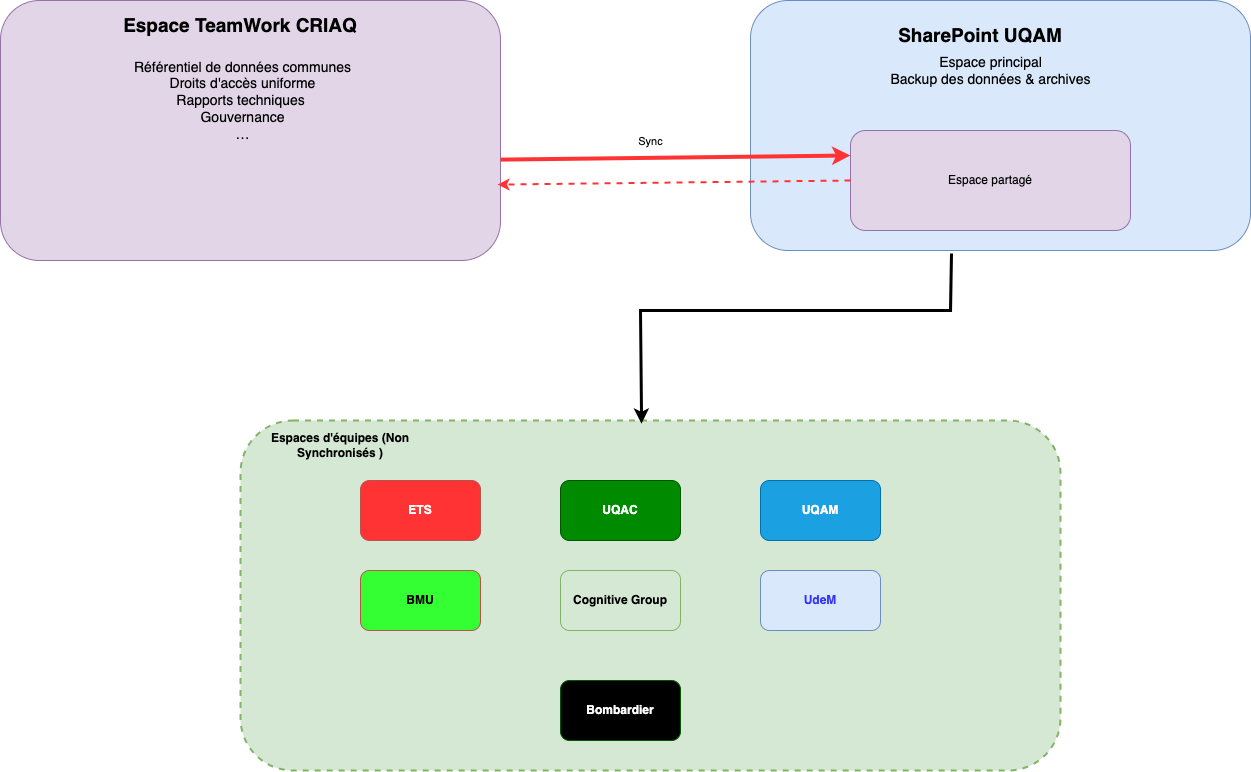 Espace TeamWork CRIAQ
Référentiel de données communes
Droits d'accès uniforme
Rapports techniques
Gouvernance
...
SharePoint UQAM
Espace principal
Backup des données & archives
Sync
Espace partagé
Espaces d'équipes (Non
Synchronisés )
ETS
UQAC
UQAM
BMU
Cognitive Group
UdeM
Bombardier